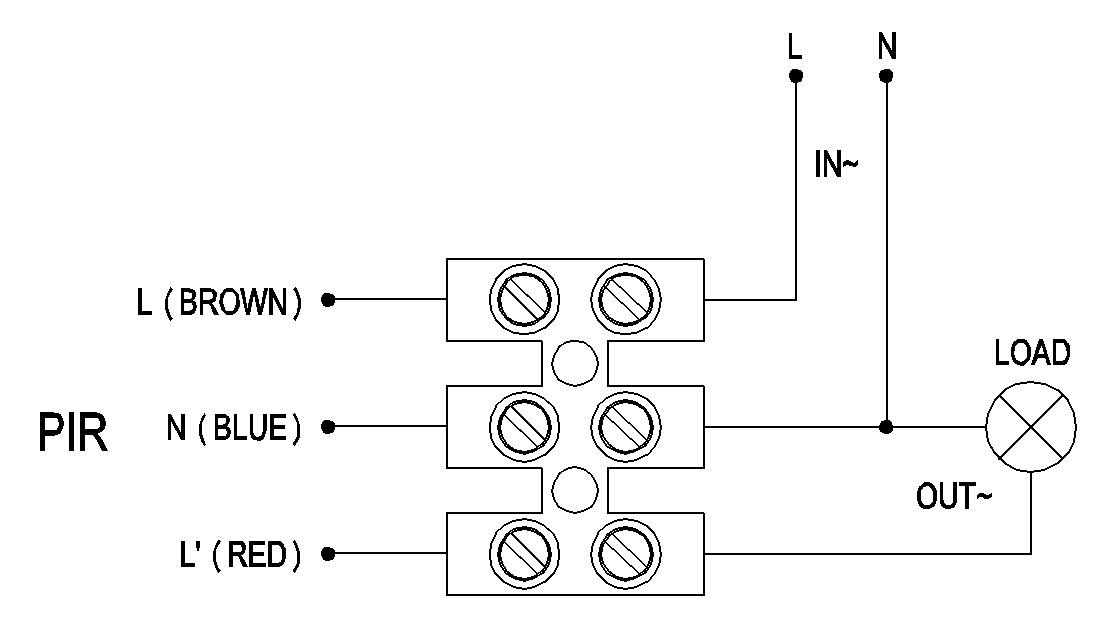 L N
IN~
L (BROWN)
LOAD
PIR N (BLUE)
OUT~
L' (RED)